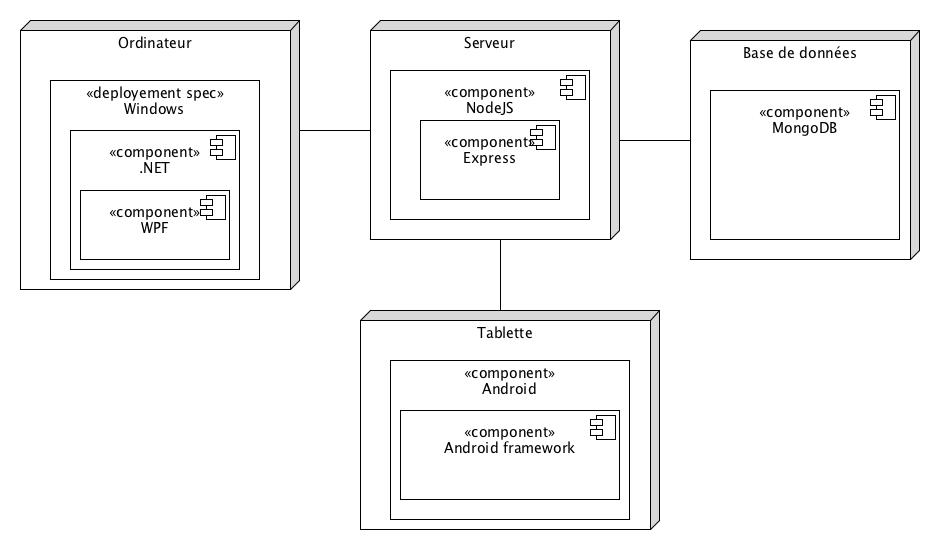 Ordinateur
«deployement spec»
Windows
«component»
.NET
«component»
WPF
Serveur
«component»
NodeJS
«component»
Express
Base de données
«component»
MongoDB
Tablette
«component»
Android
«component»
Android framework